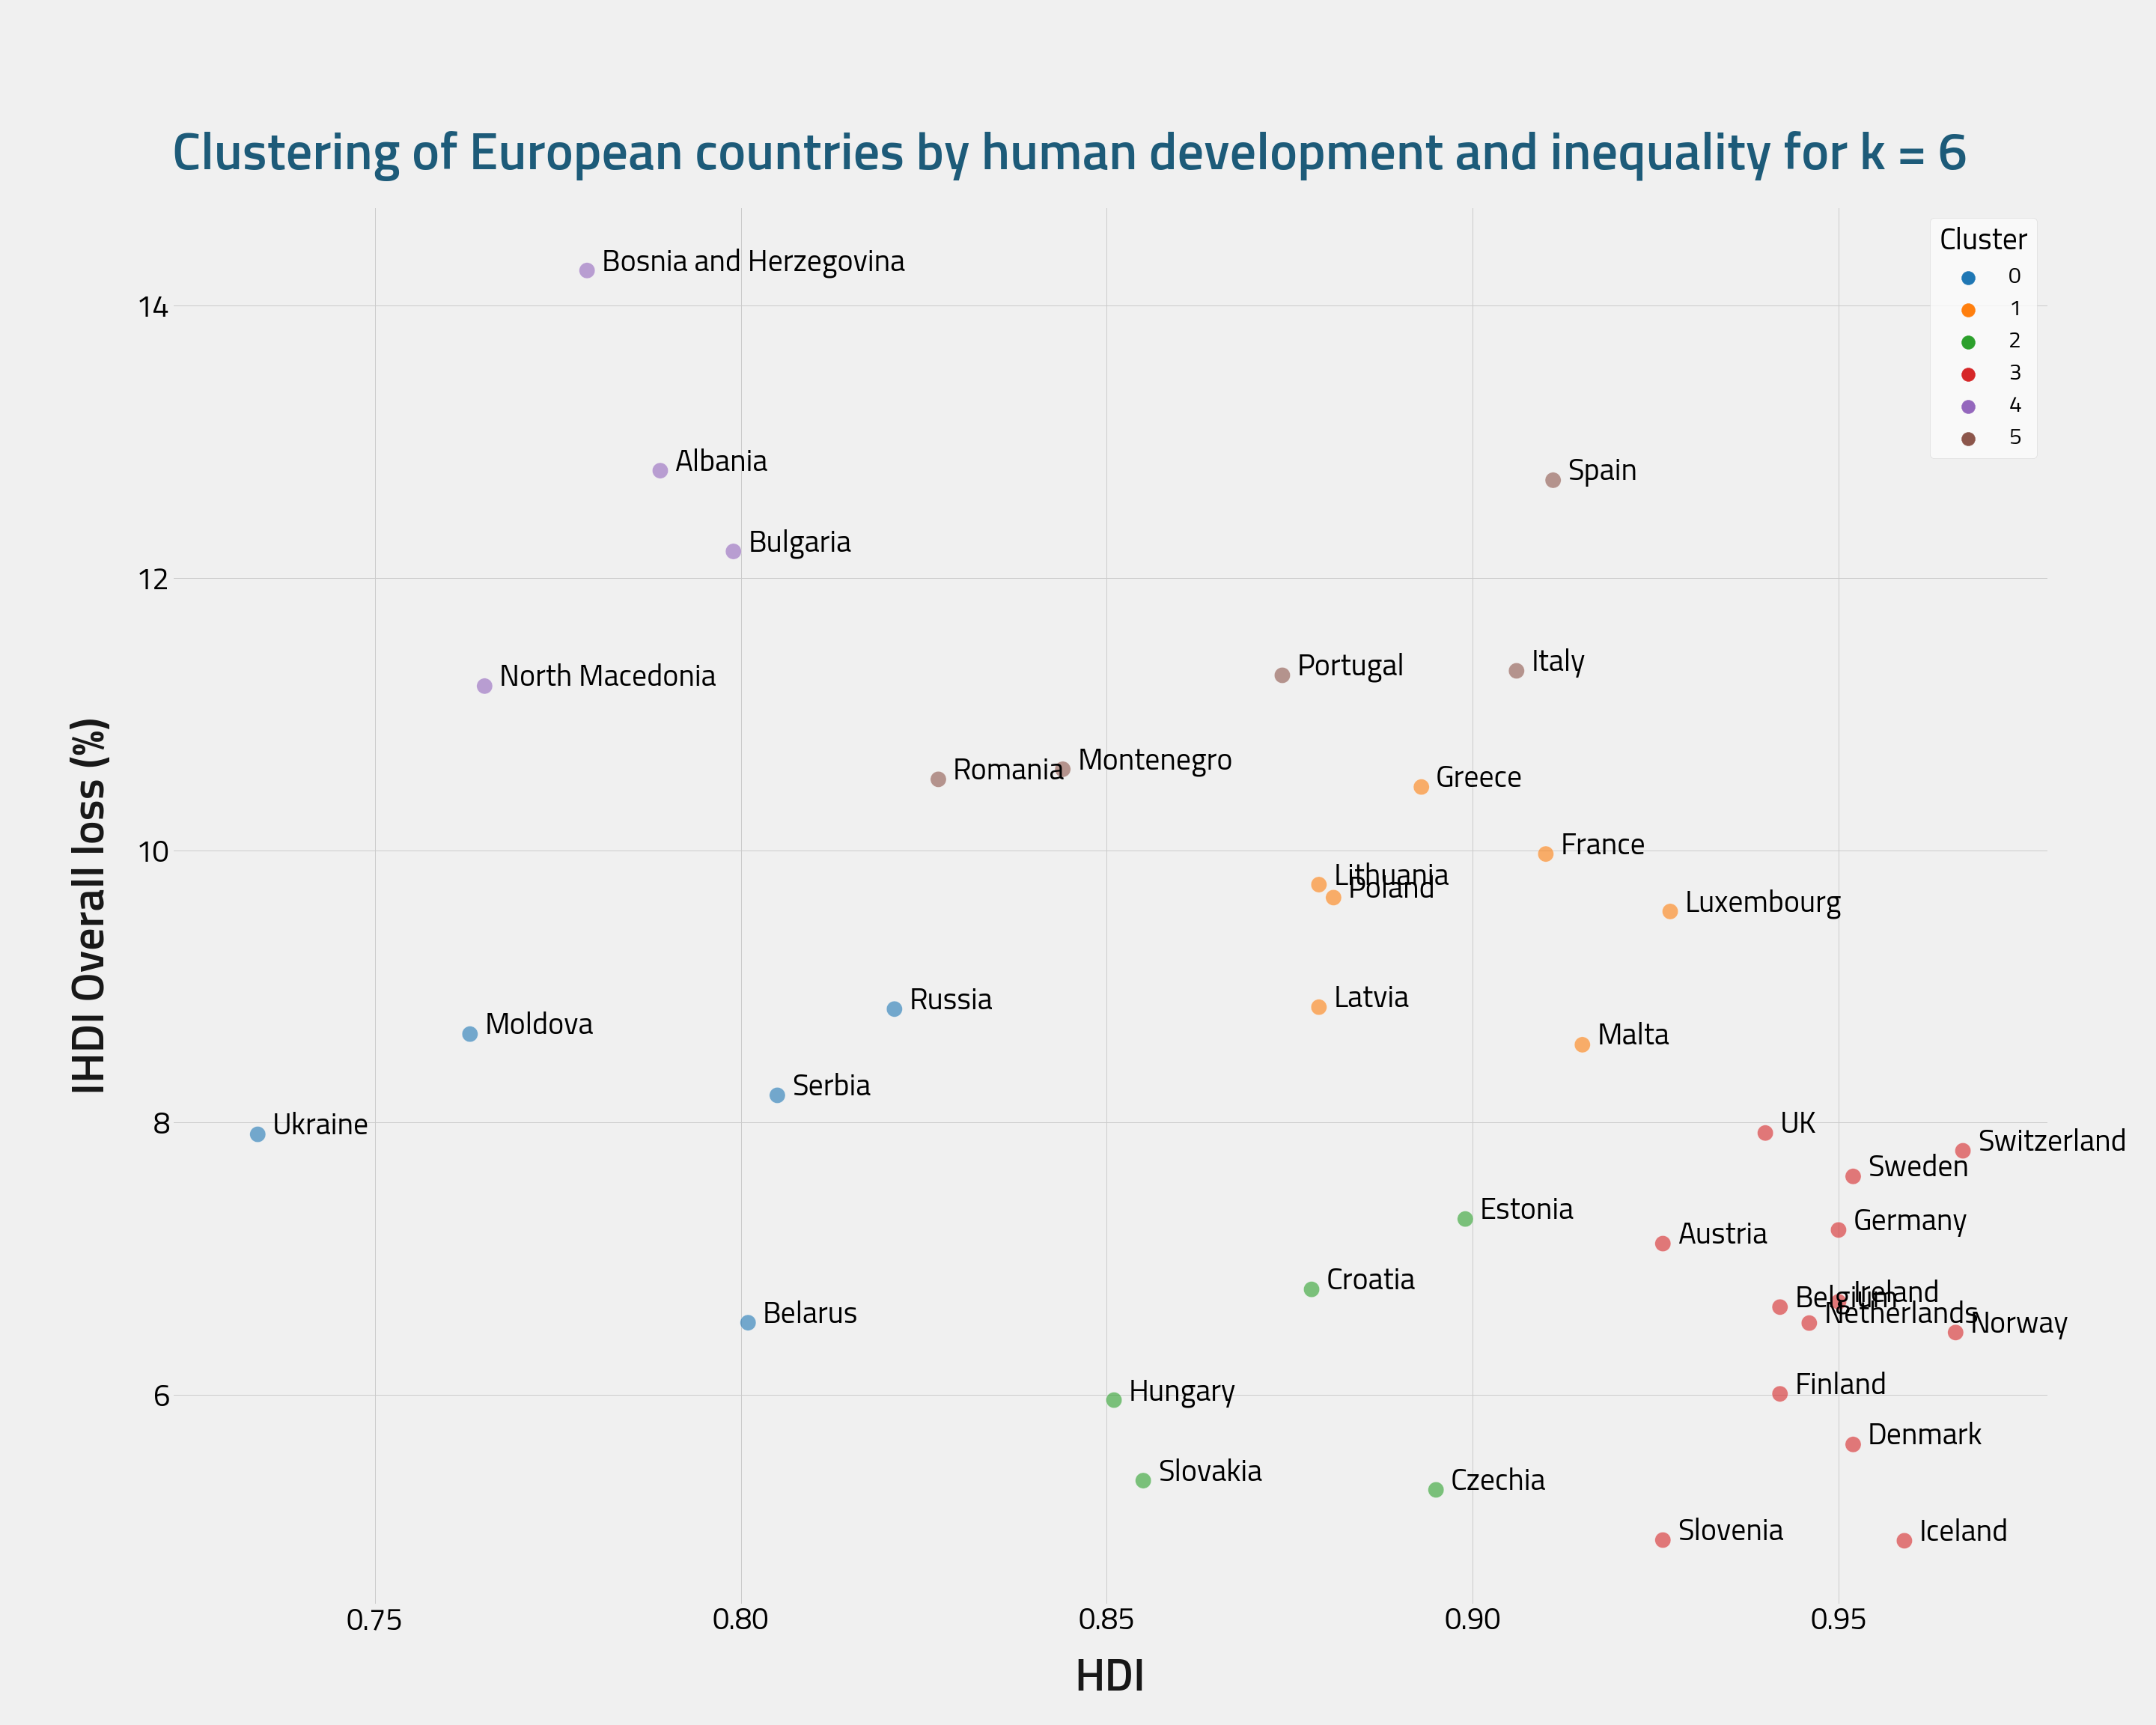 Clustering of European countries by human development and inequality for k = 6
Cluster
0
1
2
3
4
5
IHDI Overall loss (%)
14
12
10
8
6
Bosnia and Herzegovina
Albania
Spain
Bulgaria
Italy
Portugal
North Macedonia
Montenegro
Romania
Greece
France
Lithuania
Poland
Luxembourg
Latvia
Russia
Moldova
Malta
Serbia
UK
Ukraine
Switzerland
Sweden
Estonia
Germany
Austria
Croatia
Ireland
Belgium
Netherlands
Belarus
Norway
Finland
Hungary
Denmark
Slovakia
Czechia
Slovenia
Iceland
0.75
0.80
0.85
0.90
0.95
HDI